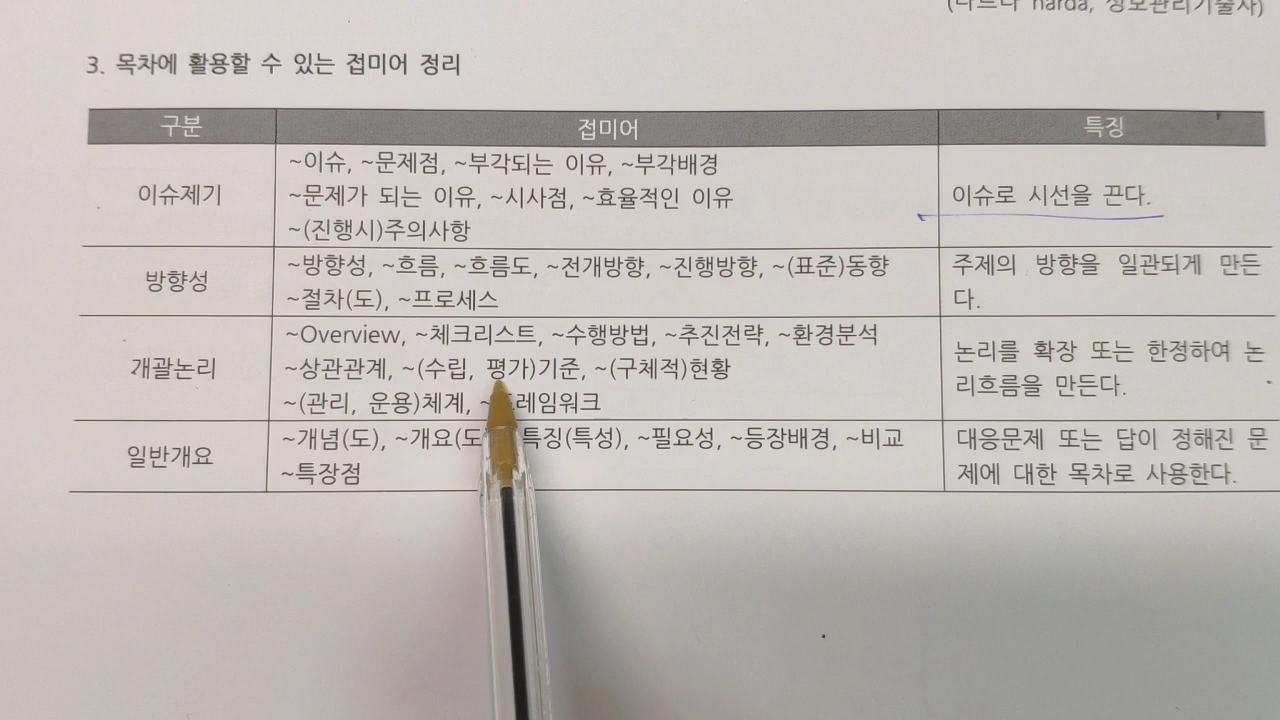 harda, 정보관리기술사)
3. 목차에 활용할 수 있는 접미어 정리
구분 접미어 특징
이슈제기
~이슈, ~문제점, ~부각되는 이유, ~부각배경
~문제가 되는 이유, ~시사점, ~효율적인 이유
~(진행시)주의사항
이슈로 시선을 끈다.
방향성
~방향성, ~흐름, ~흐름도, ~전개방향, ~진행방향, ~(표준)동향
~절차(도), ~프로세스
주제의 방향을 일관되게 만든
다.
개괄논리
~Overview, ~체크리스트, ~수행방법, ~추진전략, ~환경분석
~상관관계, ~(수립, 평가)기준, ~(구체적)현황
~(관리, 운용)체계, ~레임워크
논리를 확장 또는 한정하여 논
리흐름을 만든다.
일반개요
~개념(도), ~개요(도 특징(특성), ~필요성, ~등장배경, ~비교
~특장점
대응문제 또는 답이 정해진 문
제에 대한 목차로 사용한다.